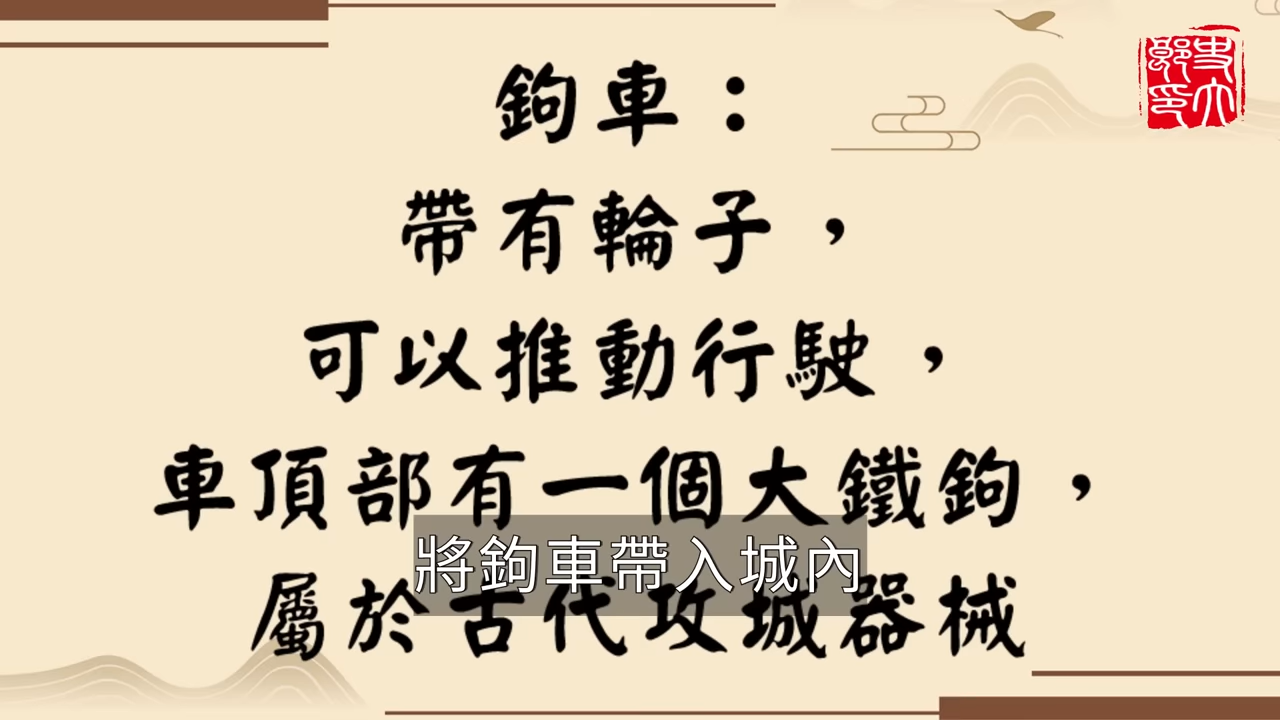 鉤車：
帶有輪子，
可以推動行駛，
車頂部有一個大鐵鉤，
將鉤車帶入城內
屬於古代攻城器械